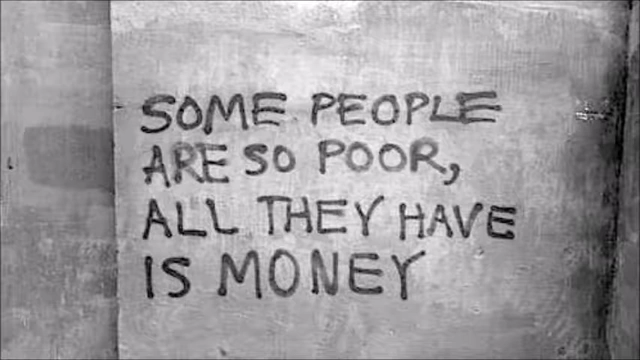 SOME PEOPLE
ARE SO POOR,
ALL THEY HAVE
IS MONEY